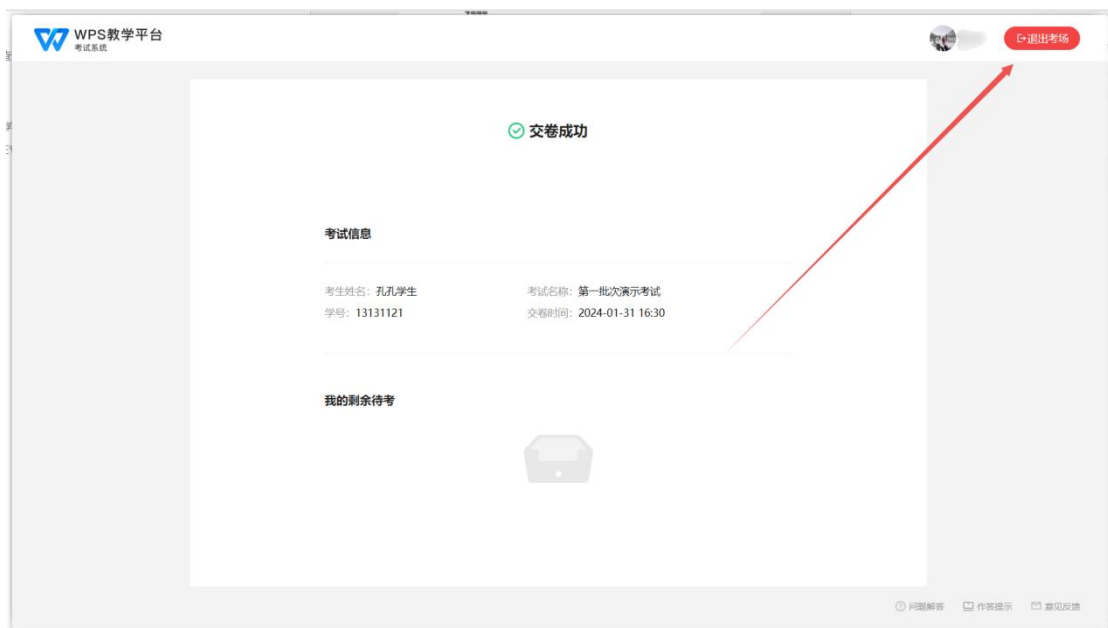 WPS教学平台
考试系统
退出考场
交卷成功
考试信息
考生姓名：孔孔学生
考试名称：第一批次演示考试
学号：13131121
交卷时间：2024-01-31 16:30
我的剩余待考
问题解答
作答提示
意见反馈